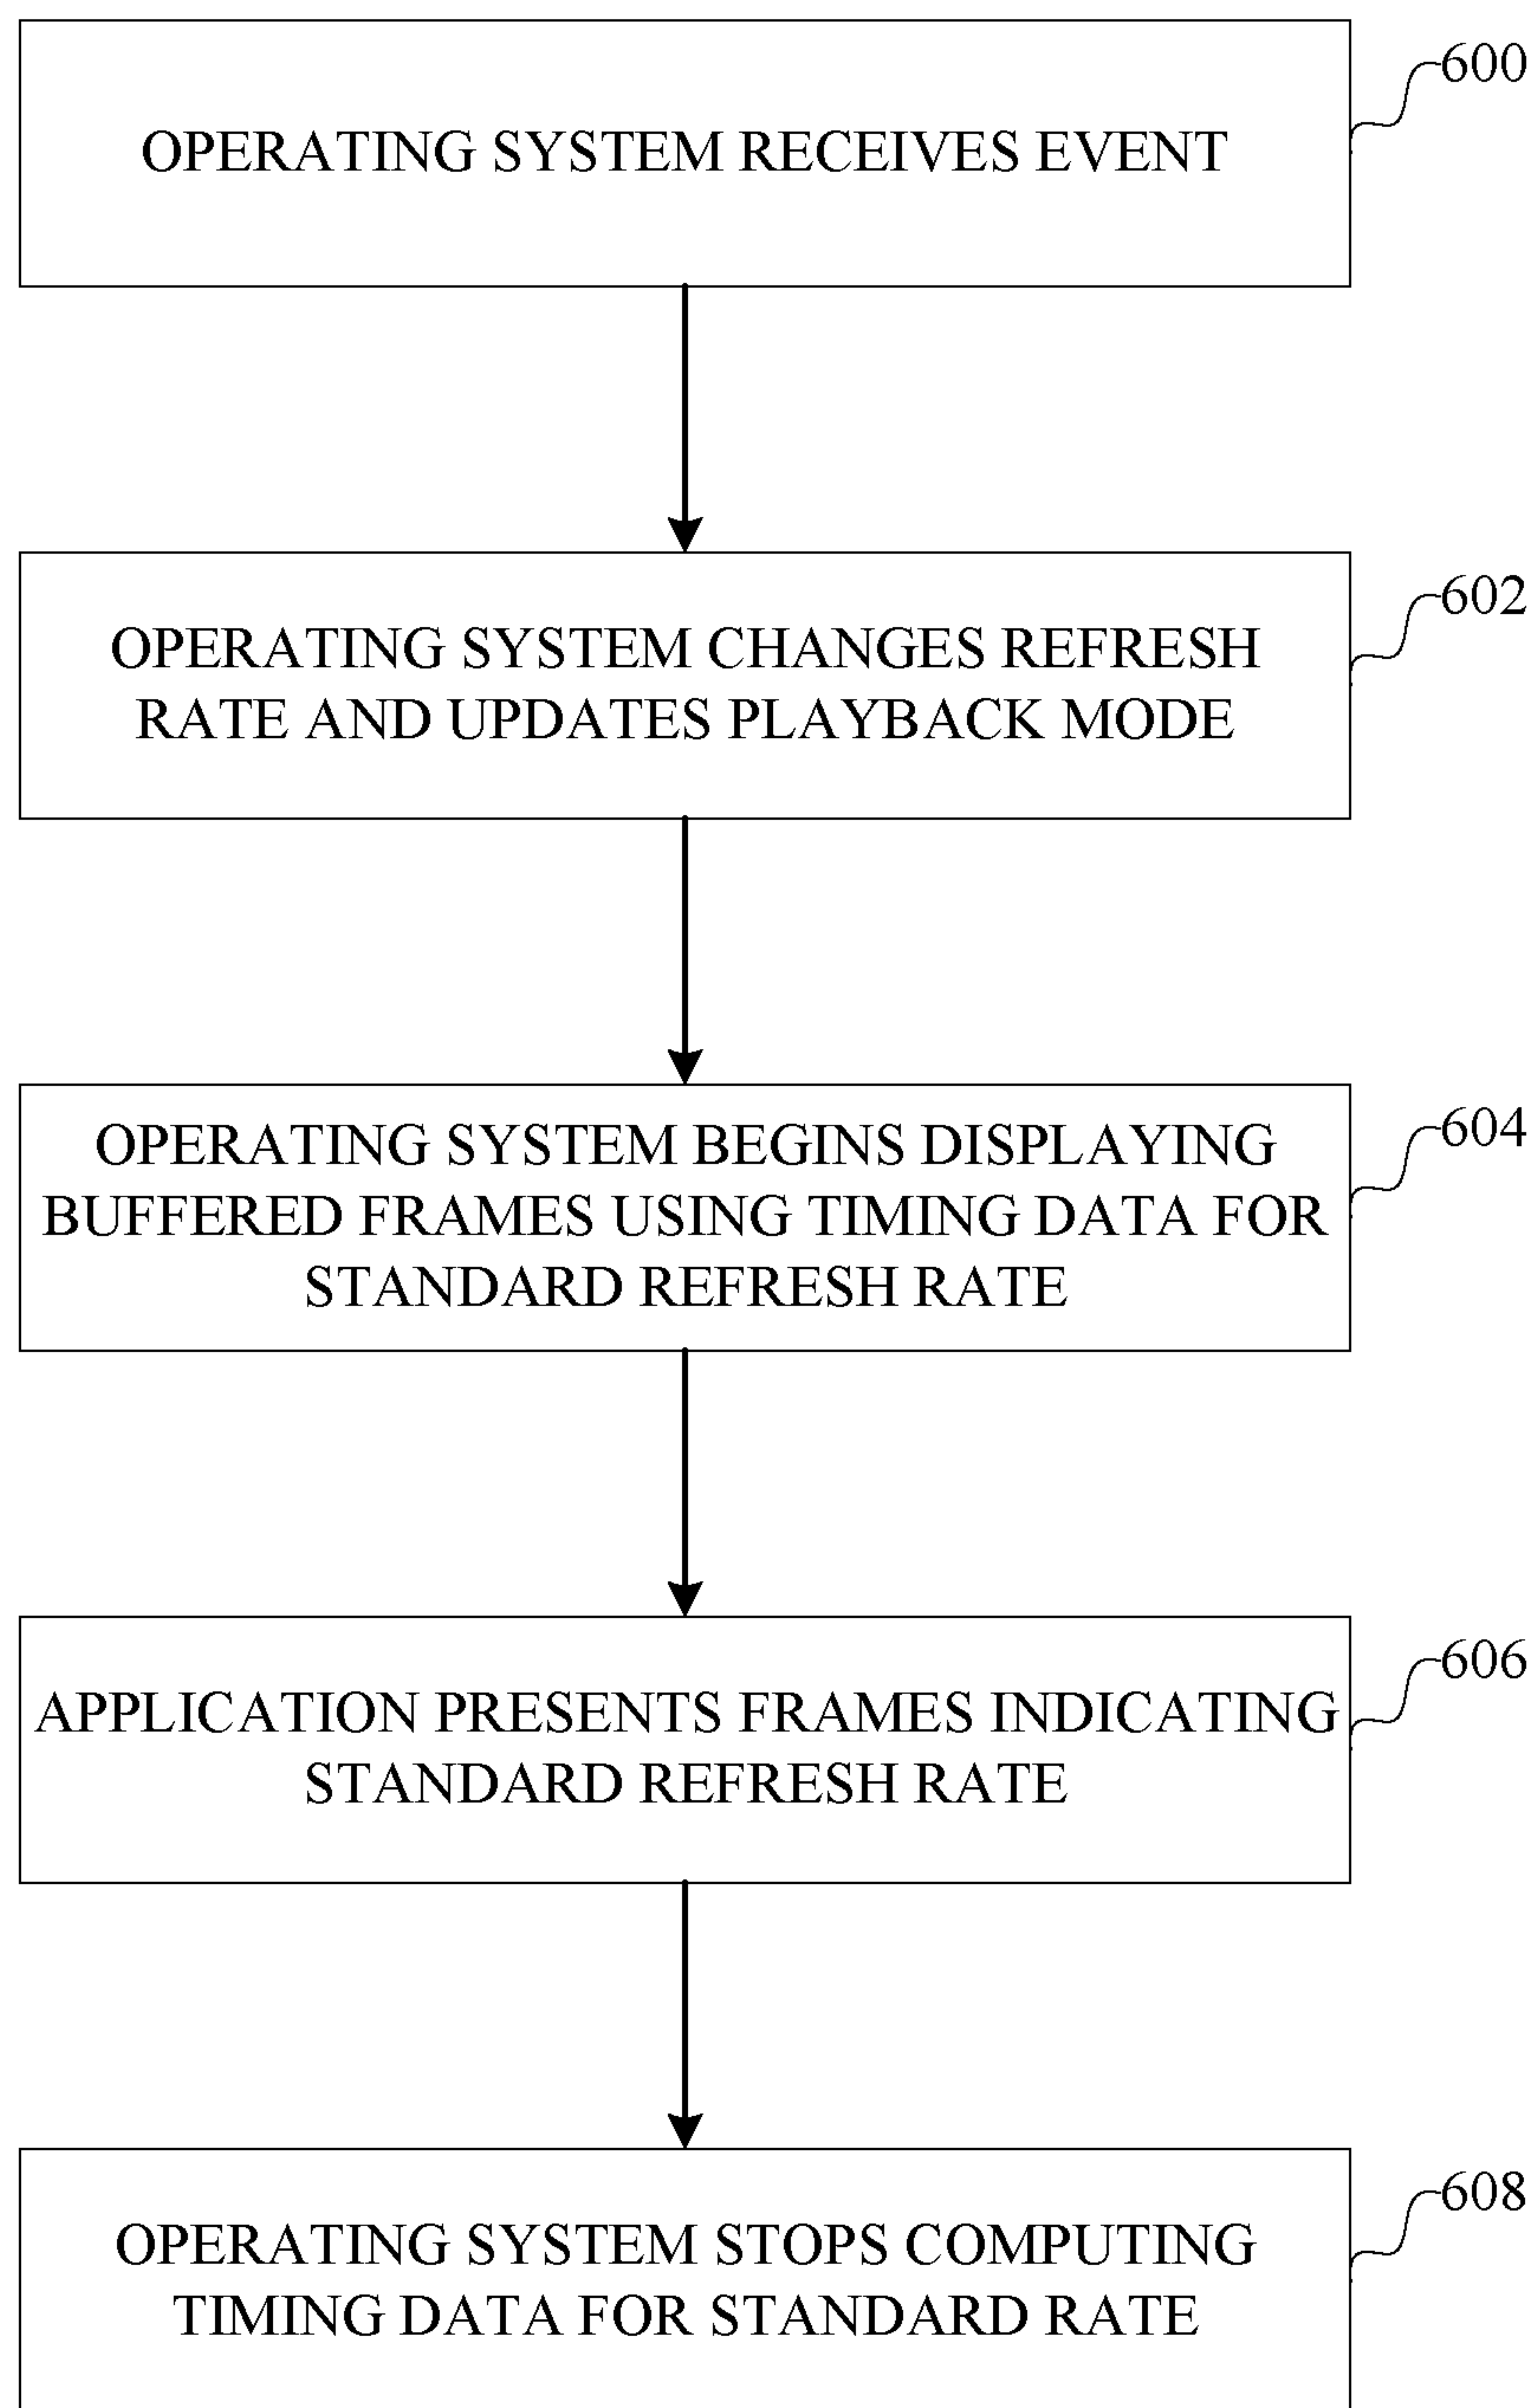 600
OPERATING SYSTEM RECEIVES EVENT
602
OPERATING SYSTEM CHANGES REFRESH
RATE AND UPDATES PLAYBACK MODE
604
OPERATING SYSTEM BEGINS DISPLAYING
BUFFERED FRAMES USING TIMING DATA FOR
STANDARD REFRESH RATE
606
APPLICATION PRESENTS FRAMES INDICATING
STANDARD REFRESH RATE
608
OPERATING SYSTEM STOPS COMPUTING
TIMING DATA FOR STANDARD RATE